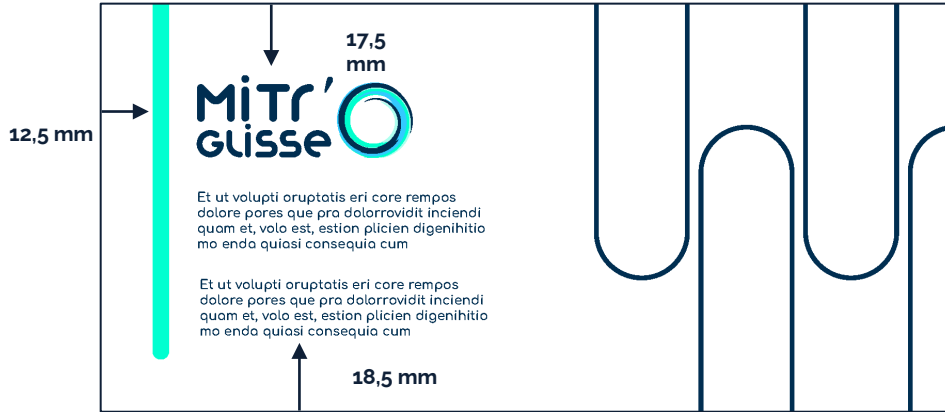 17,5
mm
MiTr'
GLisse
12,5 mm
Et ut volupti oruptatis eri core rempos
dolore pores que pra dolorrovidit inciendi
quam et, volo est, estion plicien digenihitio
mo enda quiasi consequia cum
Et ut volupti oruptatis eri core rempos
dolore pores que pra dolorrovidit inciendi
quam et, volo est, estion plicien digenihitio
mo enda quiasi consequia cum
18,5 mm